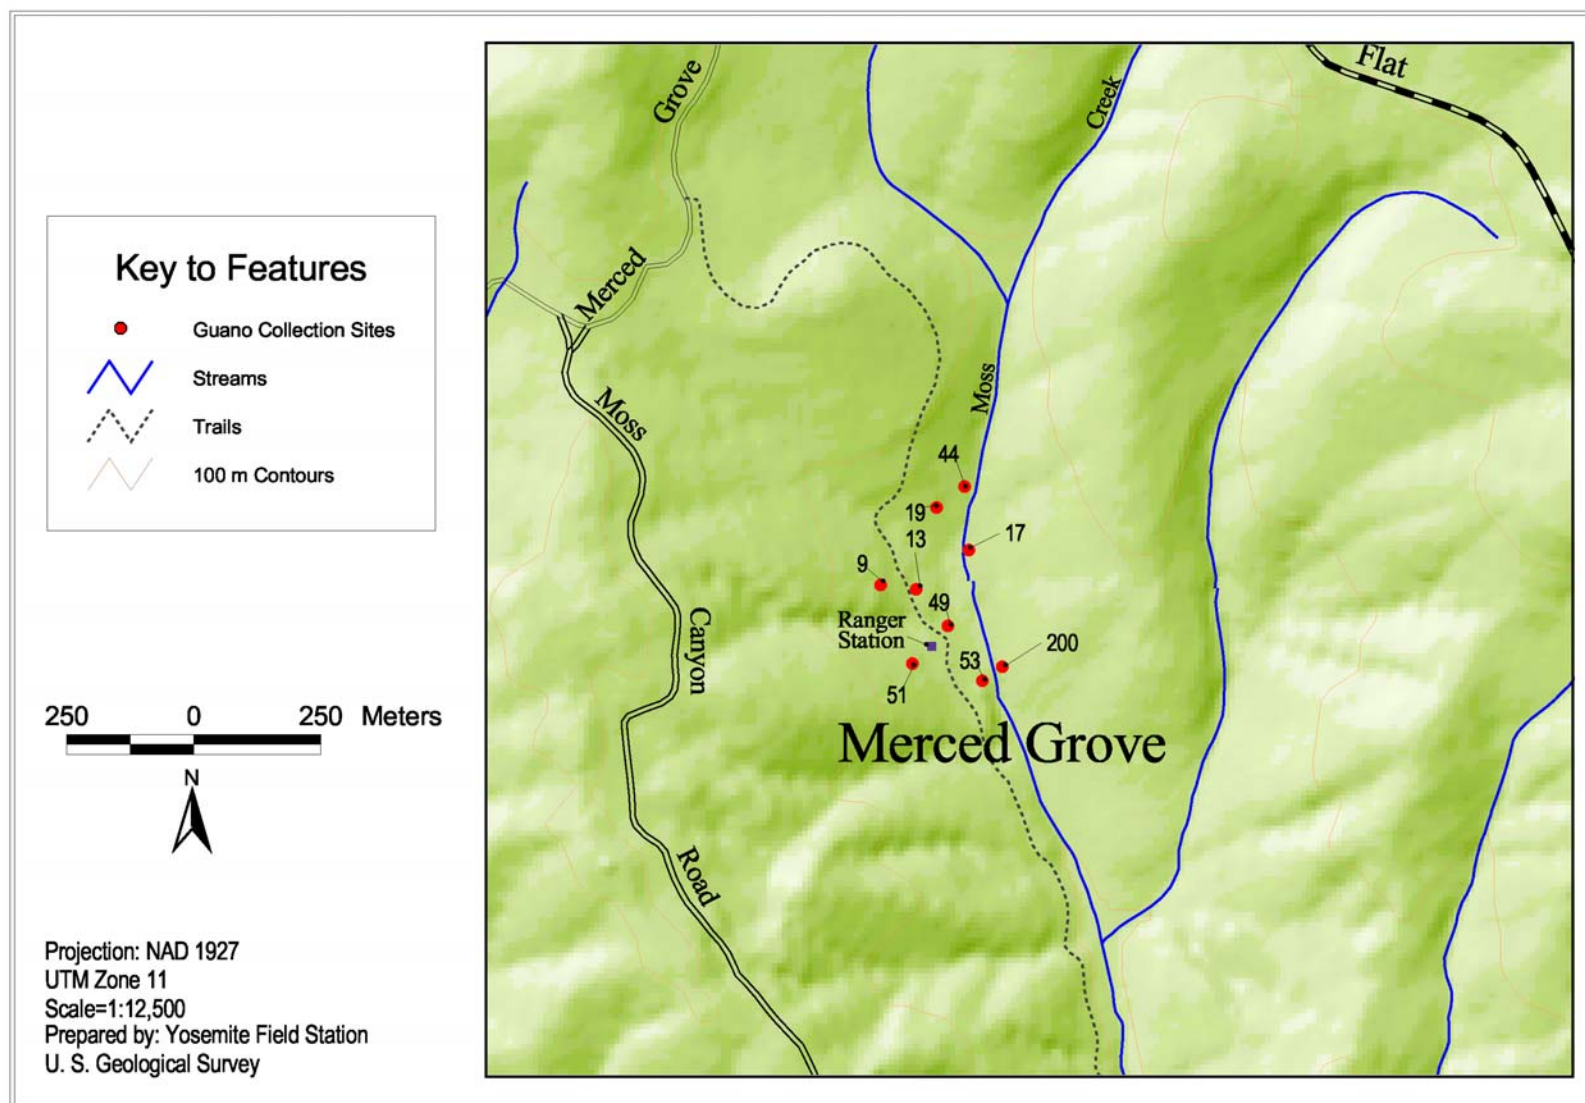 Key to Features
Guano Collection Sites
Streams
Trails
100 m Contours
250 0 250 Meters
N
Projection: NAD 1927
UTM Zone 11
Scale=1:12,500
Prepared by: Yosemite Field Station
U. S. Geological Survey
Flat
Grove
Creek
Merced
Moss
Moss
44
19
17
13
9
49
Ranger
Station
200
53
51
Canyon
Merced Grove
Road